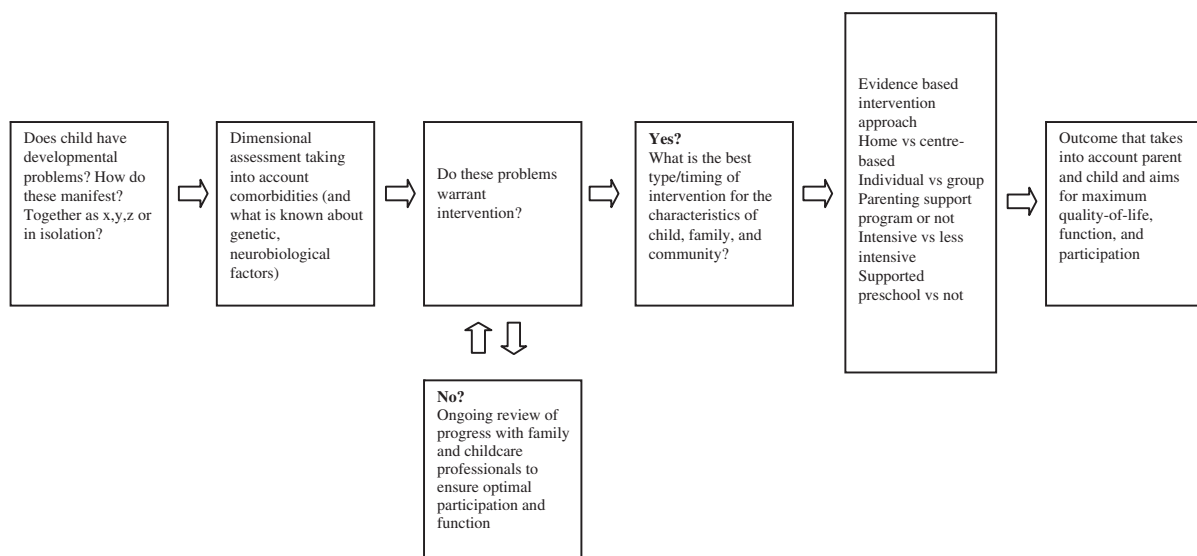 Does child have
developmental
problems? How do
these manifest?
Together as x,y,z or
in isolation?
Dimensional
assessment taking
into account
comorbidities (and
what is known about
genetic,
neurobiological
factors)
Do these problems
warrant
intervention?
Yes?
What is the best
type/timing of
intervention for the
characteristics of
child, family, and
community?
Evidence based
intervention
approach
Home vs centre-
based
Individual vs group
Parenting support
program or not
Intensive vs less
intensive
Supported
preschool vs not
Outcome that takes
into account parent
and child and aims
for maximum
quality-of-life,
function, and
participation
No?
Ongoing review of
progress with family
and childcare
professionals to
ensure optimal
participation and
function